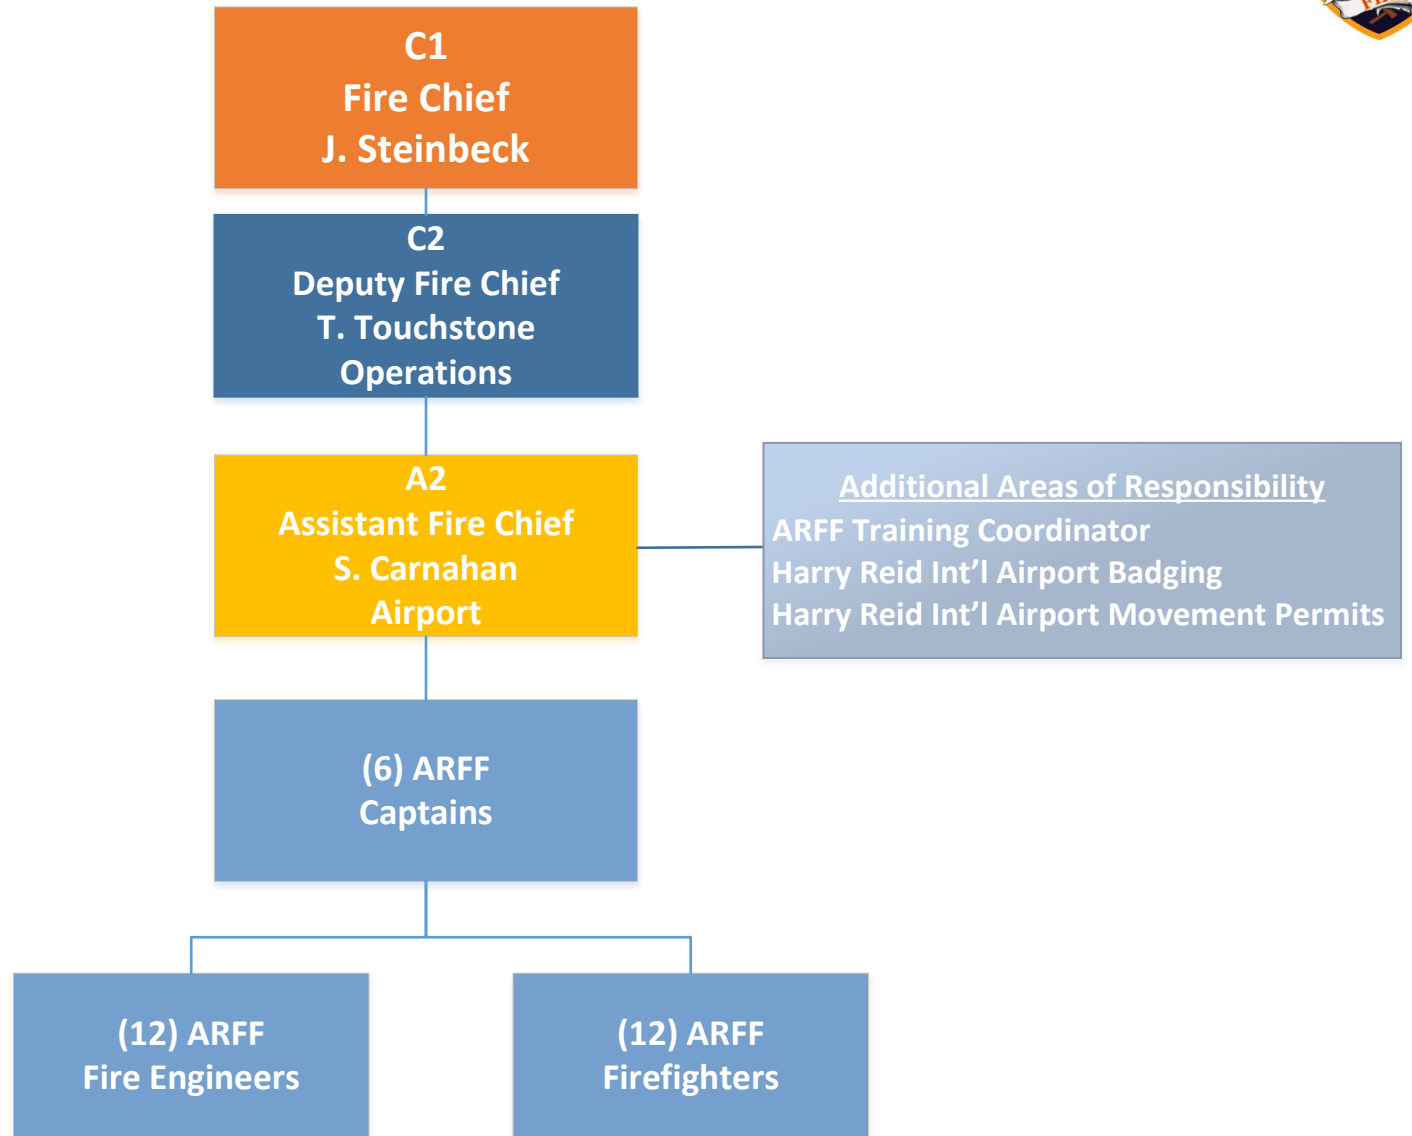 C1
Fire Chief
J. Steinbeck
C2
Deputy Fire Chief
T. Touchstone
Operations
A2
Assistant Fire Chief
S. Carnahan
Airport
Additional Areas of Responsibility
ARFF Training Coordinator
Harry Reid Int’l Airport Badging
Harry Reid Int’l Airport Movement Permits
(6) ARFF
Captains
(12) ARFF
Fire Engineers
(12) ARFF
Firefighters